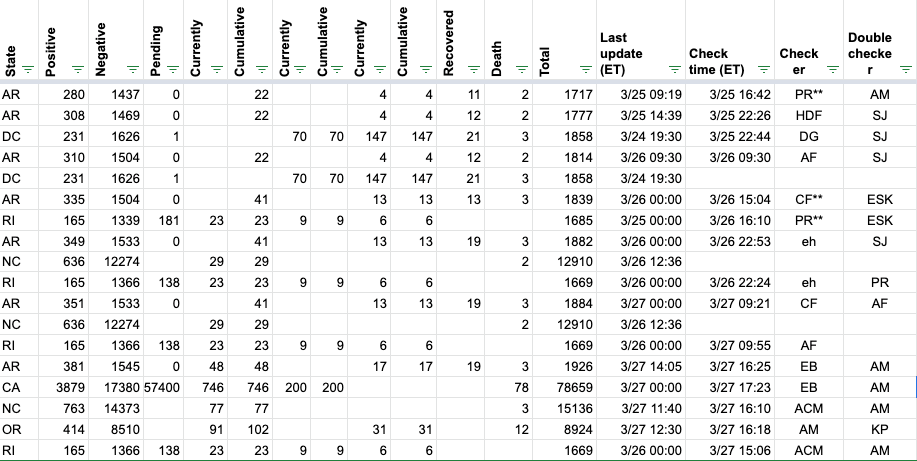 State Positive Negative Pending Currently Cumulative Currently Cumulative Currently Cumulative Recovered Death Total Last update (ET) Check time (ET) Check er Double checke r
AR 280 1437 0 22 4 4 11 2 1717 3/25 09:19 3/25 16:42 PR** AM
AR 308 1469 0 22 4 4 12 2 1777 3/25 14:39 3/25 22:26 HDF SJ
DC 231 1626 1 70 70 147 147 21 3 1858 3/24 19:30 3/25 22:44 DG SJ
AR 310 1504 0 22 4 4 12 2 1814 3/26 09:30 3/26 09:30 AF SJ
DC 231 1626 1 70 70 147 147 21 3 1858 3/24 19:30
AR 335 1504 0 41 13 13 13 3 1839 3/26 00:00 3/26 15:04 CF** ESK
RI 165 1339 181 23 23 9 9 6 6 1685 3/25 00:00 3/26 16:10 PR** ESK
AR 349 1533 0 41 13 13 19 3 1882 3/26 00:00 3/26 22:53 eh SJ
NC 636 12274 29 29 2 12910 3/26 12:36
RI 165 1366 138 23 23 9 9 6 6 1669 3/26 00:00 3/26 22:24 eh PR
AR 351 1533 0 41 13 13 19 3 1884 3/27 00:00 3/27 09:21 CF AF
NC 636 12274 29 29 2 12910 3/26 12:36
RI 165 1366 138 23 23 9 9 6 6 1669 3/26 00:00 3/27 09:55 AF
AR 381 1545 0 48 48 17 17 19 3 1926 3/27 14:05 3/27 16:25 EB AM
CA 3879 17380 57400 746 746 200 200 78 78659 3/27 00:00 3/27 17:23 EB AM
NC 763 14373 77 77 3 15136 3/27 11:40 3/27 16:10 ACM AM
OR 414 8510 91 102 31 31 12 8924 3/27 12:30 3/27 16:18 AM KP
RI 165 1366 138 23 23 9 9 6 6 1669 3/26 00:00 3/27 15:06 ACM AM